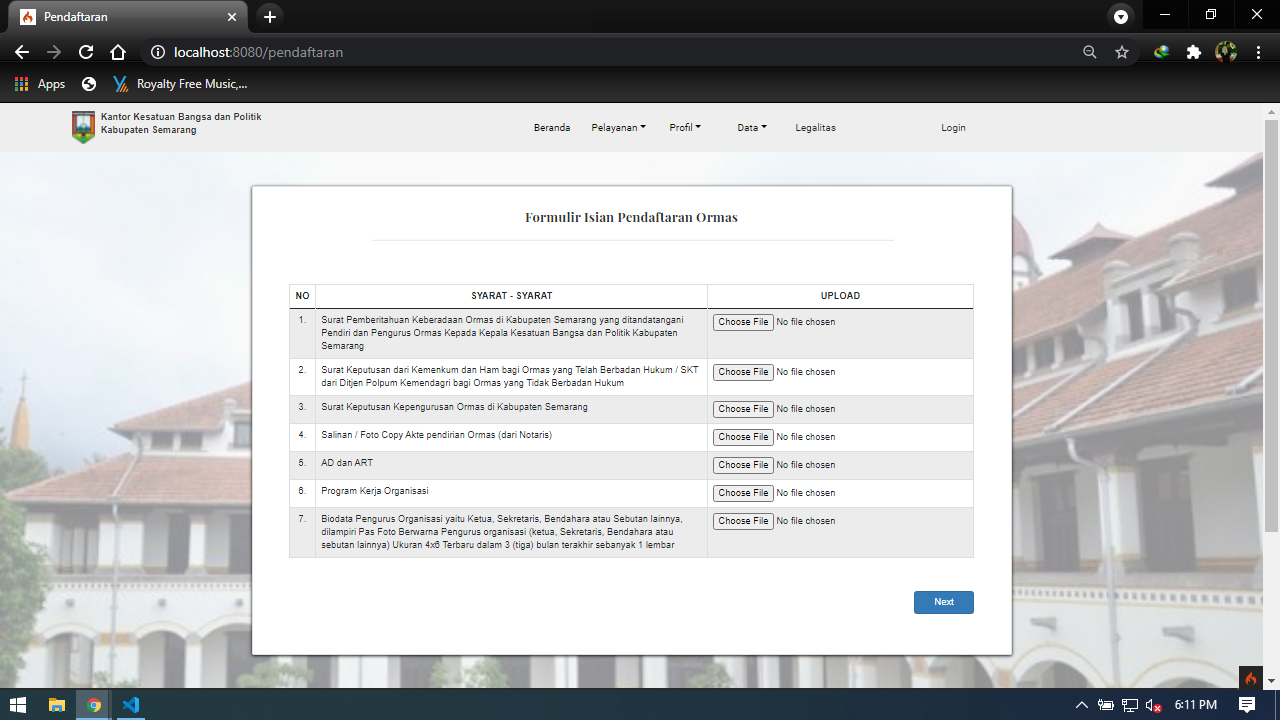 Pendaftaran
localhost:8080/pendaftaran
Apps
Royalty Free Music,...
Kantor Kesatuan Bangsa dan Politik
Kabupaten Semarang
Beranda Pelayanan Profil Data Legalitas Login
Formulir Isian Pendaftaran Ormas
NO SYARAT - SYARAT UPLOAD
1. Surat Pemberitahuan Keberadaan Ormas di Kabupaten Semarang yang ditandatangani
Pendiri dan Pengurus Ormas Kepada Kepala Kesatuan Bangsa dan Politik Kabupaten
Semarang
Choose File No file chosen
2. Surat Keputusan dari Kemenkum dan Ham bagi Ormas yang Telah Berbadan Hukum / SKT
dari Ditjen Polpum Kemendagri bagi Ormas yang Tidak Berbadan Hukum
Choose File No file chosen
3. Surat Keputusan Kepengurusan Ormas di Kabupaten Semarang
Choose File No file chosen
4. Salinan / Foto Copy Akte pendirian Ormas (dari Notaris)
Choose File No file chosen
5. AD dan ART
Choose File No file chosen
6. Program Kerja Organisasi
Choose File No file chosen
7. Biodata Pengurus Organisasi yaitu Ketua, Sekretaris, Bendahara atau Sebutan lainnya,
dilampiri Pas Foto Berwarna Pengurus organisasi (ketua, Sekretaris, Bendahara atau
sebutan lainnya) Ukuran 4x6 Terbaru dalam 3 (tiga) bulan terakhir sebanyak 1 lembar
Choose File No file chosen
Next
6:11 PM